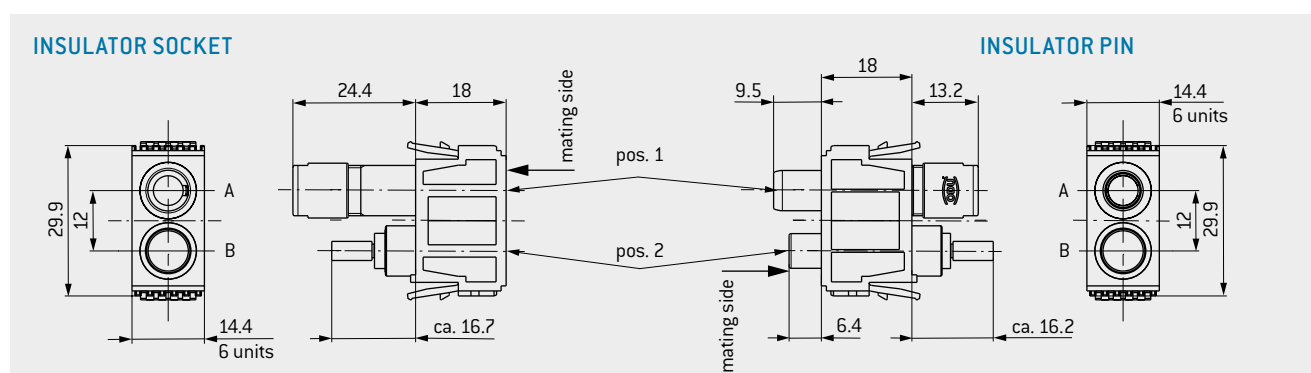 INSULATOR SOCKET
INSULATOR PIN
24.4
18
mating side
pos. 1
pos. 2
A
B
29.9
12
14.4
6 units
ca. 16.7
9.5
18
13.2
14.4
6 units
A
B
12
29.9
mating side
6.4
ca. 16.2